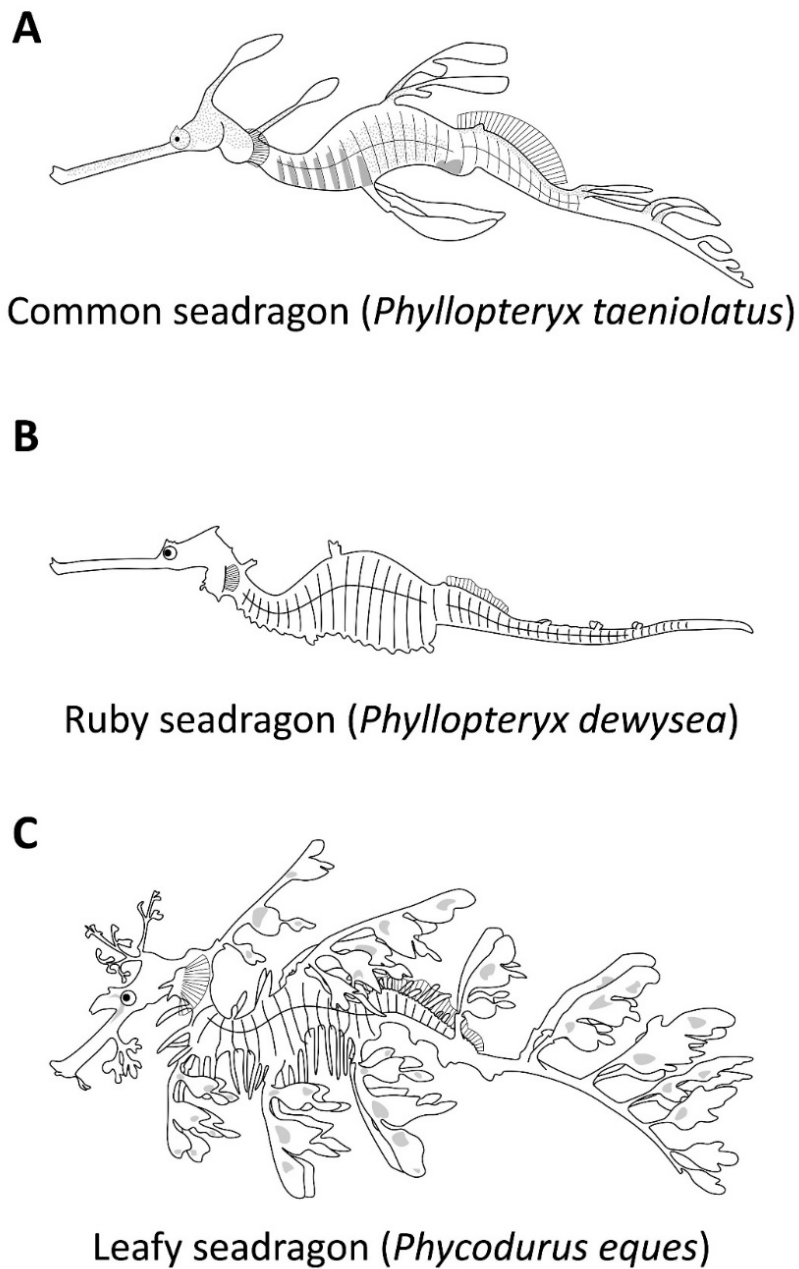 A
Common seadragon (Phyllopteryx taeniolatus)
B
Ruby seadragon (Phyllopteryx dewysea)
C
Leafy seadragon (Phycodurus eques)